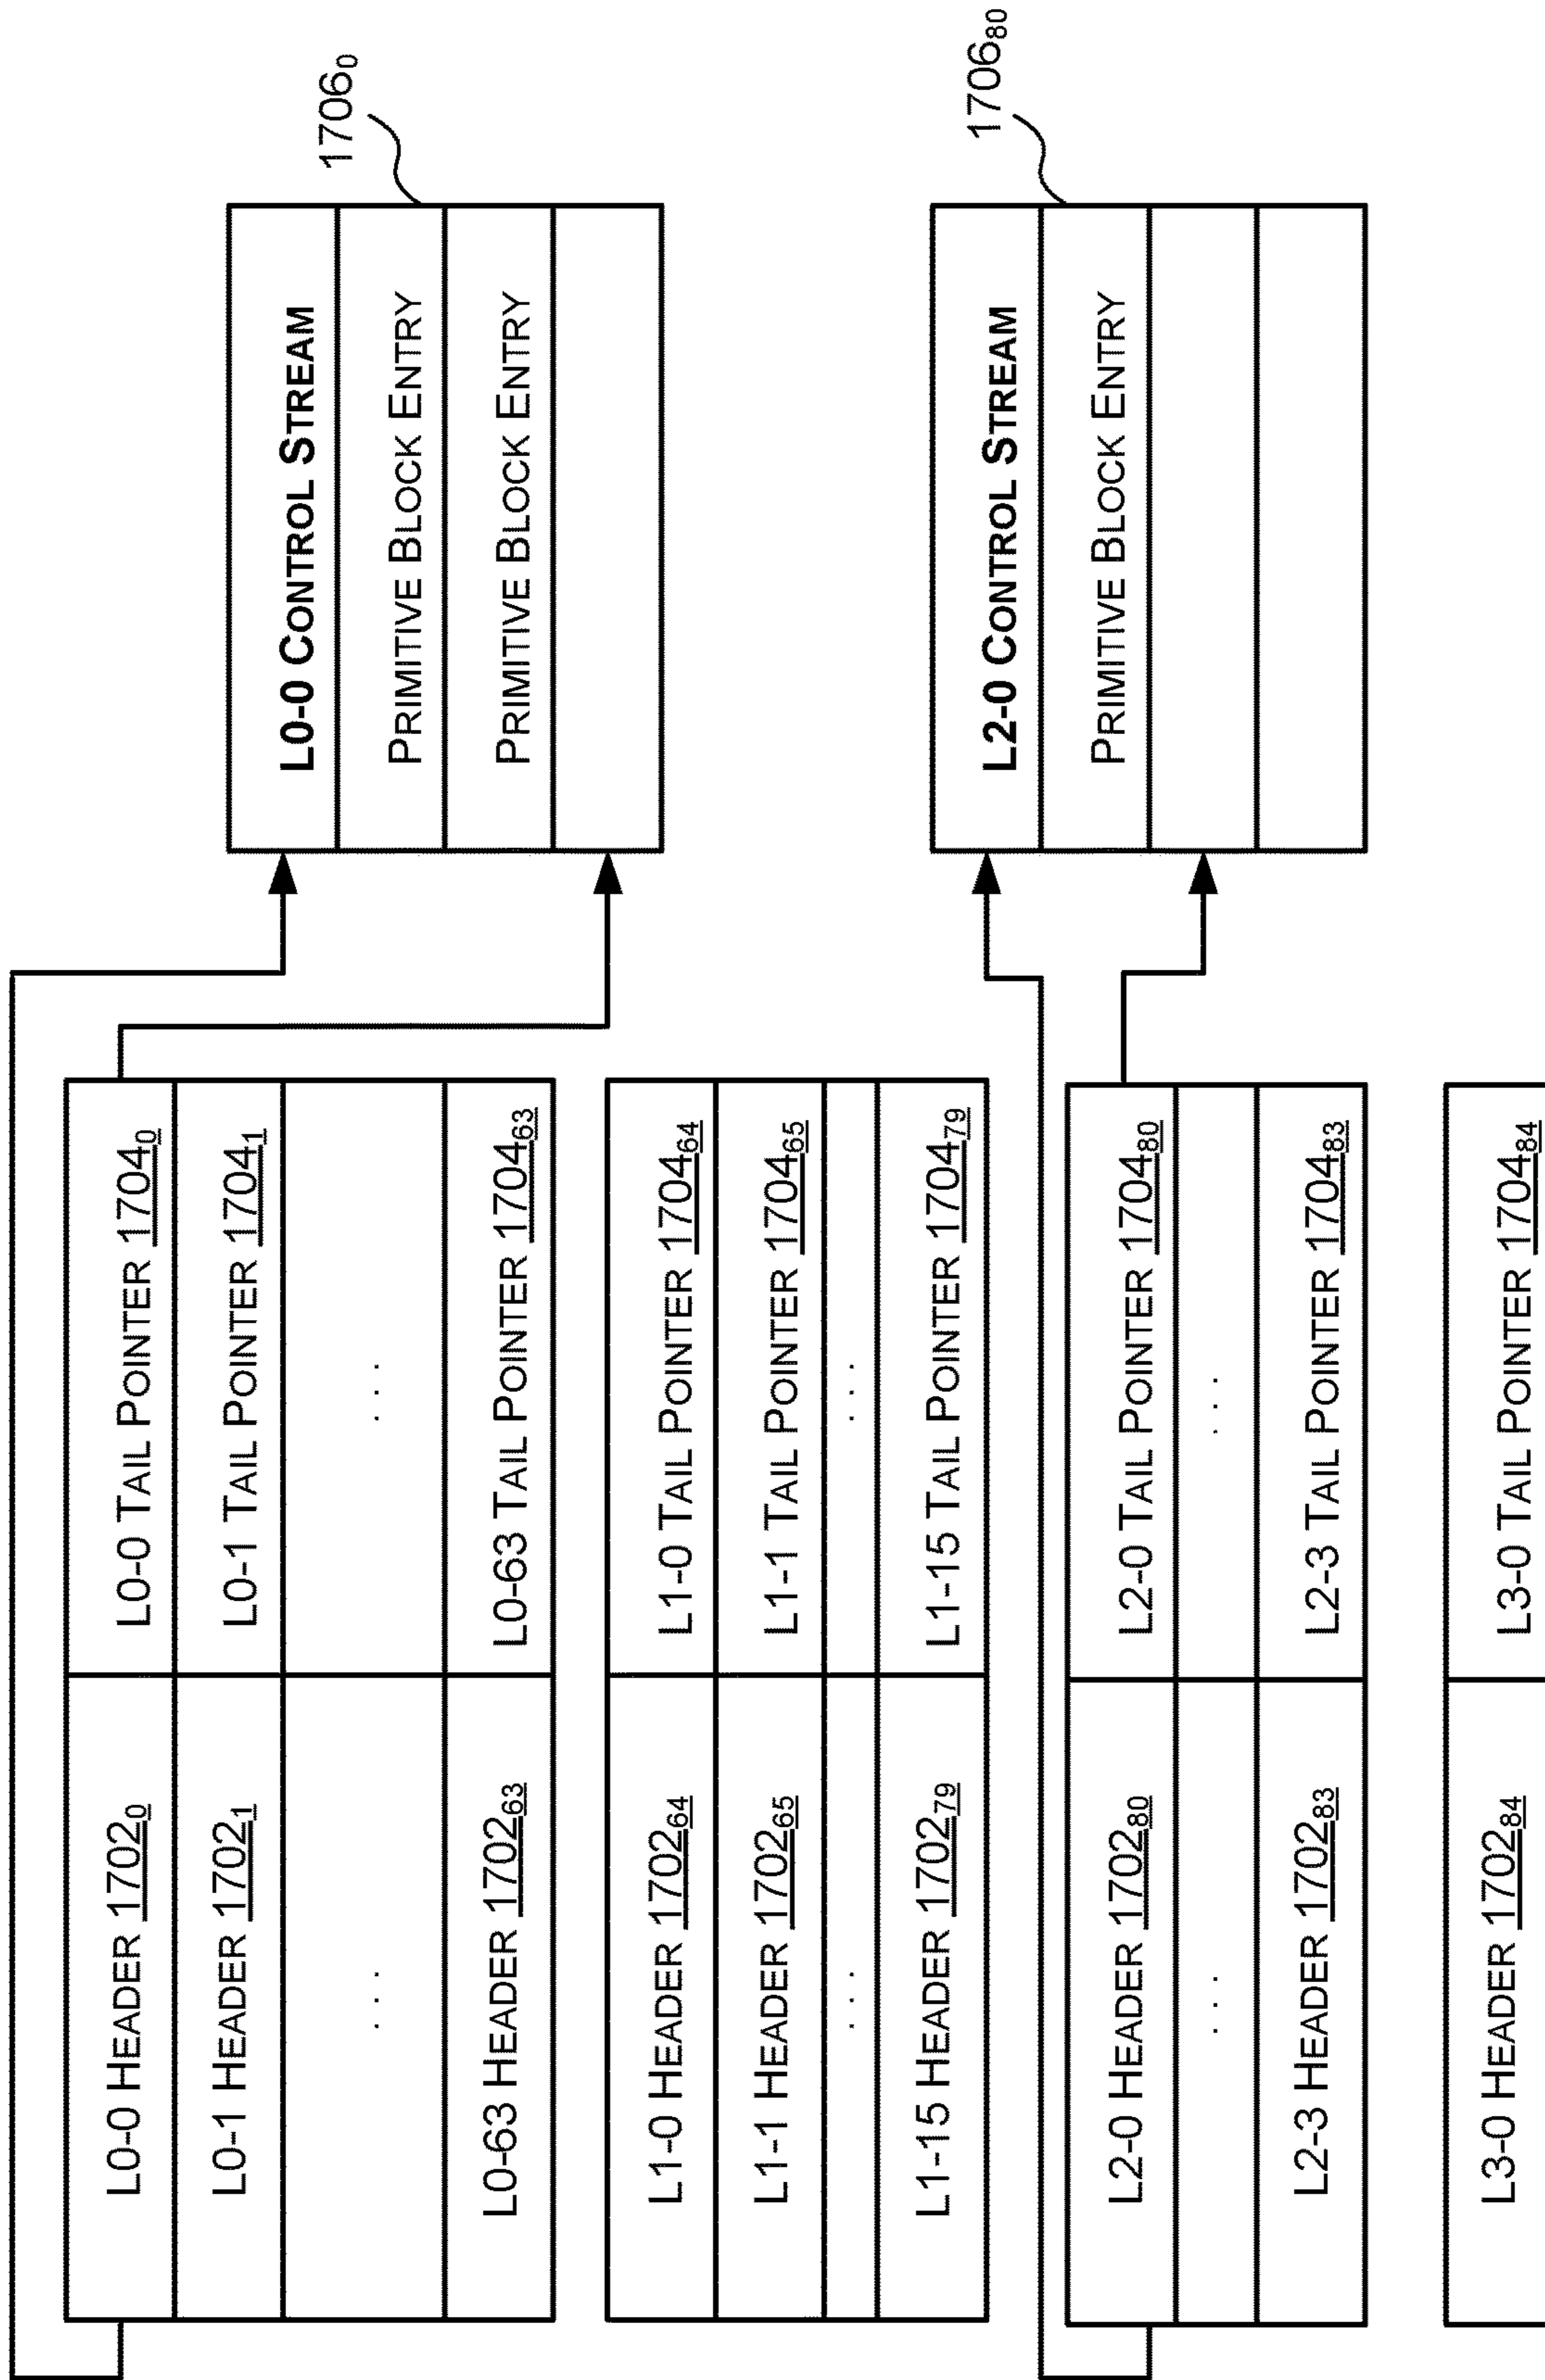 L0-0 HEADER 1702₀ L0-0 TAIL POINTER 1704₀
L0-1 HEADER 1702₁ L0-1 TAIL POINTER 1704₁
. . . . . .
L0-63 HEADER 1702₆₃ L0-63 TAIL POINTER 1704₆₃
L1-0 HEADER 1702₆₄ L1-0 TAIL POINTER 1704₆₄
L1-1 HEADER 1702₆₅ L1-1 TAIL POINTER 1704₆₅
. . . . . .
L1-15 HEADER 1702₇₉ L1-15 TAIL POINTER 1704₇₉
L2-0 HEADER 1702₈₀ L2-0 TAIL POINTER 1704₈₀
. . . . . .
L2-3 HEADER 1702₈₃ L2-3 TAIL POINTER 1704₈₃
L3-0 HEADER 1702₈₄ L3-0 TAIL POINTER 1704₈₄
L0-0 CONTROL STREAM
PRIMITIVE BLOCK ENTRY
PRIMITIVE BLOCK ENTRY
1706₀
L2-0 CONTROL STREAM
PRIMITIVE BLOCK ENTRY
1706₈₀